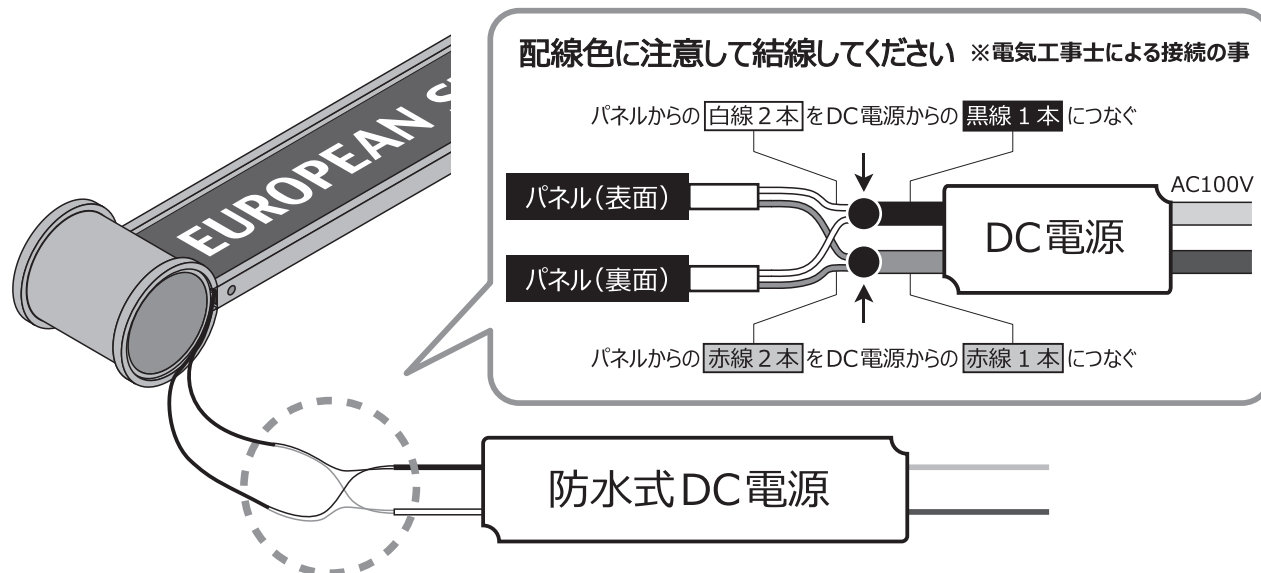 配線色に注意して結線してください ※電気工事士による接続の事
パネルからの 白線2本 をDC電源からの 黒線1本 につなぐ
パネル(表面)
パネル(裏面)
DC電源
AC100V
パネルからの 赤線2本 をDC電源からの 赤線1本 につなぐ
EUROPEAN
防水式DC電源